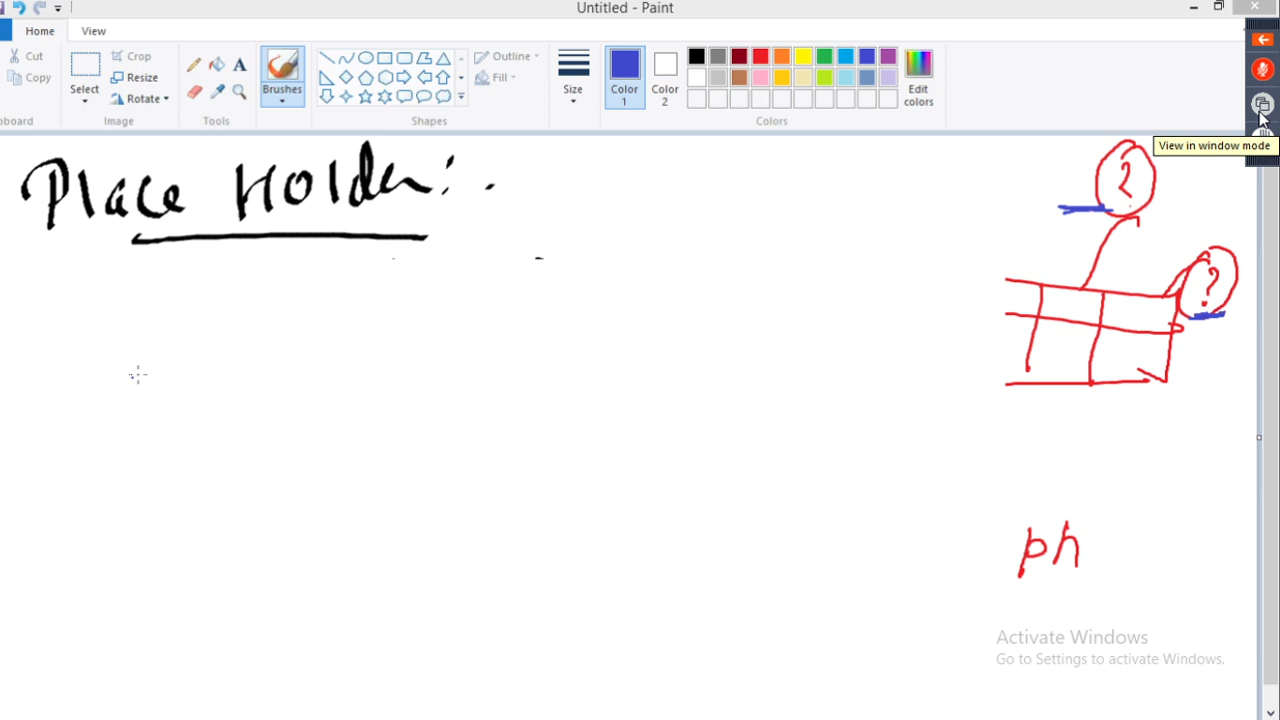 Untitled - Paint
Home View
Cut
Copy
board
Select
Crop
Resize
Rotate
Image
A
Tools
Brushes
Shapes
Outline
Fill
Size
Color 1
Color 2
Colors
Edit colors
View in window mode
Place Holder:.
?
?
ph
Activate Windows
Go to Settings to activate Windows.